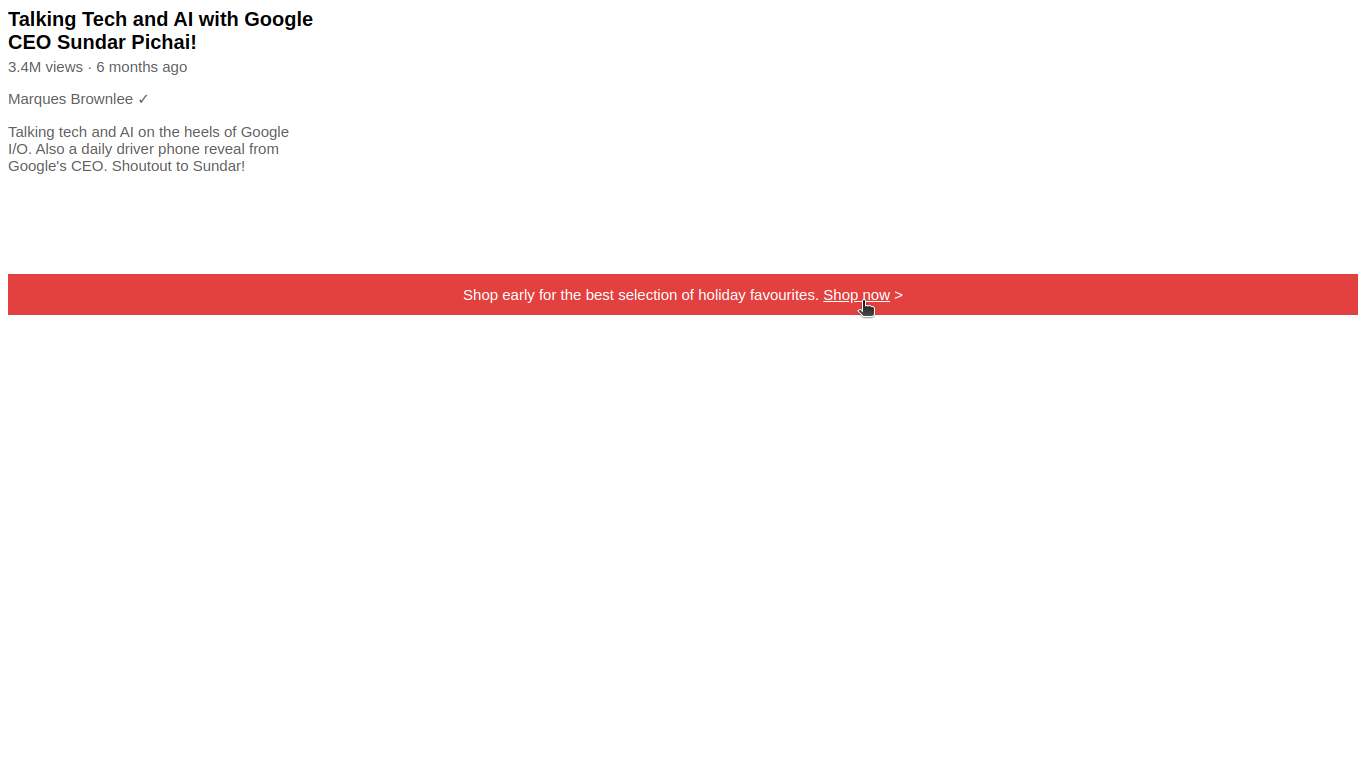 Talking Tech and AI with Google
CEO Sundar Pichai!
3.4M views · 6 months ago
Marques Brownlee ✓
Talking tech and AI on the heels of Google
I/O. Also a daily driver phone reveal from
Google's CEO. Shoutout to Sundar!
Shop early for the best selection of holiday favourites. Shop now >